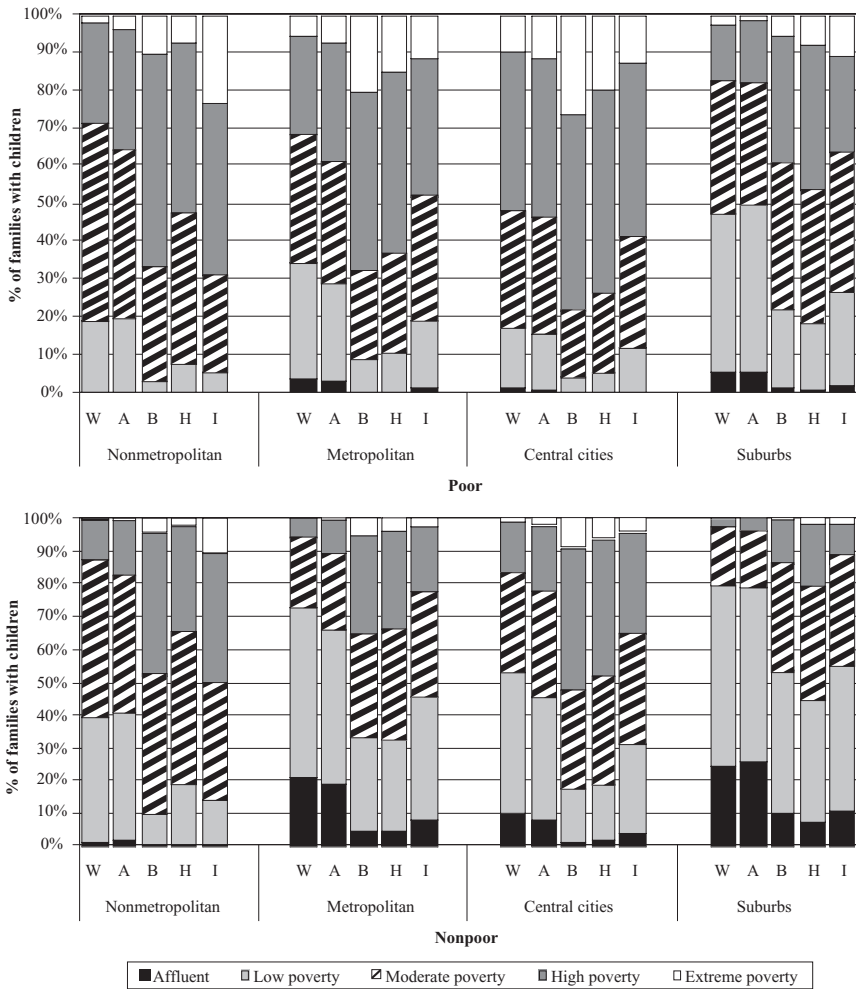 100%
90%
80%
70%
60%
50%
40%
30%
20%
10%
0%
% of families with children
W A B H I W A B H I W A B H I W A B H I
Nonmetropolitan Metropolitan Central cities Suburbs
Poor
100%
90%
80%
70%
60%
50%
40%
30%
20%
10%
0%
% of families with children
W A B H I W A B H I W A B H I W A B H I
Nonmetropolitan Metropolitan Central cities Suburbs
Nonpoor
Affluent Low poverty Moderate poverty High poverty Extreme poverty